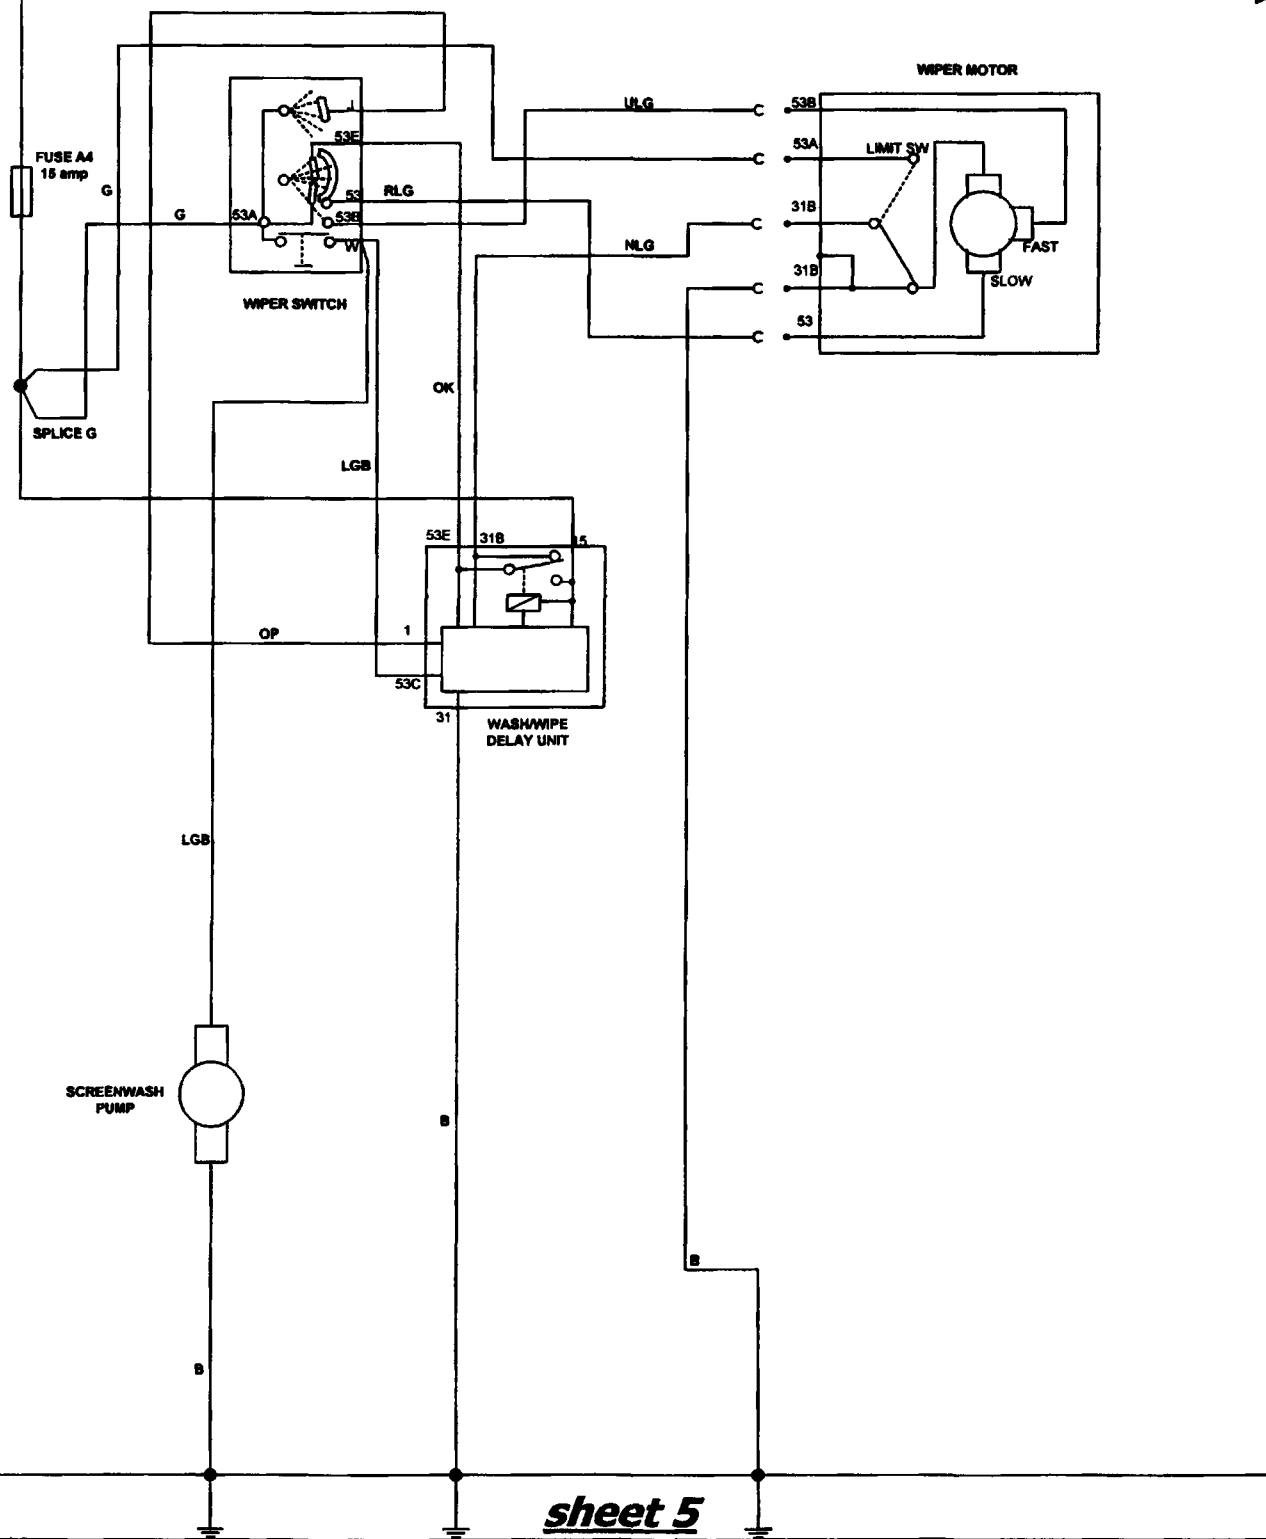 WIPER MOTOR
ULG
53B
53E
53A
LIMIT SW
FUSE A4
15 amp
G
G
53A
53
RLG
53B
31B
W
NLG
FAST
31B
SLOW
WIPER SWITCH
53
OK
SPLICE G
LGB
53E
31B
15
OP
1
53C
31
WASH/WIPE
DELAY UNIT
LGB
SCREENWASH
PUMP
B
B
B
sheet 5